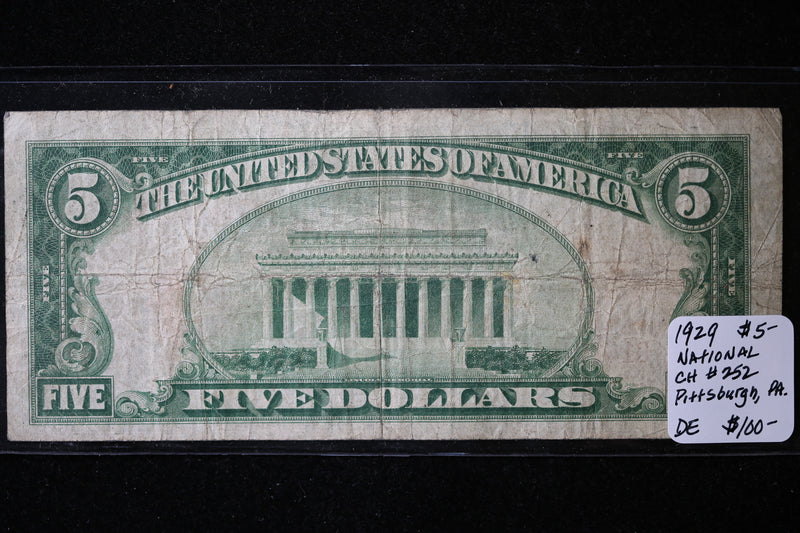 FIVE FIVE
5 THE UNITED STATES OF AMERICA 5
FIVE FIVE
FIVE FIVE DOLLARS
1929 $5-
NATIONAL
CH #252
Pittsburgh, PA.
DE $100-